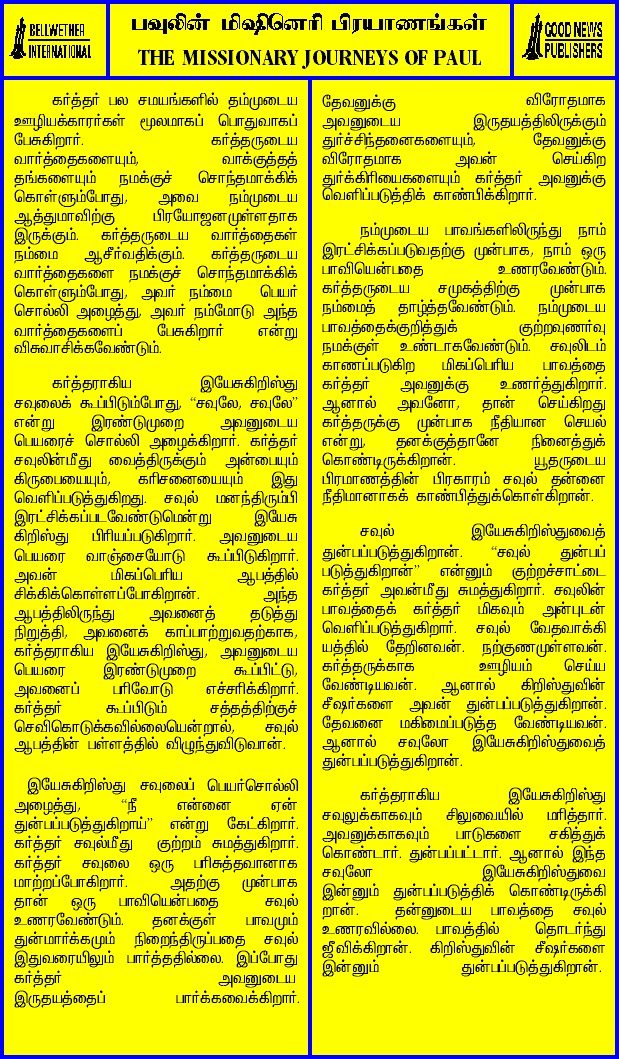 BELLWETHER
INTERNATIONAL
பவுலின் மிஷினெரி பிரயாணங்கள்
THE MISSIONARY JOURNEYS OF PAUL
GOOD NEWS
PUBLISHERS
கர்த்தர் பல சமயங்களில் தம்முடைய
ஊழியக்காரர்கள் மூலமாகப் பொதுவாகப்
பேசுகிறார். கர்த்தருடைய
வார்த்தைகளையும், வாக்குத்தத்
தங்களையும் நமக்குச் சொந்தமாக்கிக்
கொள்ளும்போது, அவை நம்முடைய
ஆத்துமாவிற்கு பிரயோஜனமுள்ளதாக
இருக்கும். கர்த்தருடைய வார்த்தைகள்
நம்மை ஆசீர்வதிக்கும். கர்த்தருடைய
வார்த்தைகளை நமக்குச் சொந்தமாக்கிக்
கொள்ளும்போது, அவர் நம்மை பெயர்
சொல்லி அழைத்து, அவர் நம்மோடு அந்த
வார்த்தைகளைப் பேசுகிறார் என்று
விசுவாசிக்கவேண்டும்.
கர்த்தராகிய இயேசுகிறிஸ்து
சவுலைக் கூப்பிடும்போது, “சவுலே, சவுலே”
என்று இரண்டுமுறை அவனுடைய
பெயரைச் சொல்லி அழைக்கிறார். கர்த்தர்
சவுலின்மீது வைத்திருக்கும் அன்பையும்
கிருபையையும், கரிசனையையும் இது
வெளிப்படுத்துகிறது. சவுல் மனந்திரும்பி
இரட்சிக்கப்படவேண்டுமென்று இயேசு
கிறிஸ்து பிரியப்படுகிறார். அவனுடைய
பெயரை வாஞ்சையோடு கூப்பிடுகிறார்.
அவன் மிகப்பெரிய ஆபத்தில்
சிக்கிக்கொள்ளப்போகிறான். அந்த
ஆபத்திலிருந்து அவனைத் தடுத்து
நிறுத்தி, அவனைக் காப்பாற்றுவதற்காக,
கர்த்தராகிய இயேசுகிறிஸ்து, அவனுடைய
பெயரை இரண்டுமுறை கூப்பிட்டு,
அவனைப் பரிவோடு எச்சரிக்கிறார்.
கர்த்தர் கூப்பிடும் சத்தத்திற்குச்
செவிகொடுக்கவில்லையென்றால், சவுல்
ஆபத்தின் பள்ளத்தில் விழுந்துவிடுவான்.
இயேசுகிறிஸ்து சவுலைப் பெயர்சொல்லி
அழைத்து, “நீ என்னை ஏன்
துன்பப்படுத்துகிறாய்” என்று கேட்கிறார்.
கர்த்தர் சவுல்மீது குற்றம் சுமத்துகிறார்.
கர்த்தர் சவுலை ஒரு பரிசுத்தவானாக
மாற்றப்போகிறார். அதற்கு முன்பாக
தான் ஒரு பாவியென்பதை சவுல்
உணரவேண்டும். தனக்குள் பாவமும்
துன்மார்க்கமும் நிறைந்திருப்பதை சவுல்
இதுவரையிலும் பார்த்ததில்லை. இப்போது
கர்த்தர் அவனுடைய
இருதயத்தைப் பார்க்கவைக்கிறார்.
தேவனுக்கு விரோதமாக
அவனுடைய இருதயத்திலிருக்கும்
துர்ச்சிந்தனைகளையும், தேவனுக்கு
விரோதமாக அவன் செய்கிற
துர்க்கிரியைகளையும் கர்த்தர் அவனுக்கு
வெளிப்படுத்திக் காண்பிக்கிறார்.
நம்முடைய பாவங்களிலிருந்து நாம்
இரட்சிக்கப்படுவதற்கு முன்பாக, நாம் ஒரு
பாவியென்பதை உணரவேண்டும்.
கர்த்தருடைய சமுகத்திற்கு முன்பாக
நம்மைத் தாழ்த்தவேண்டும். நம்முடைய
பாவத்தைக்குறித்துக் குற்றவுணர்வு
நமக்குள் உண்டாகவேண்டும். சவுலிடம்
காணப்படுகிற மிகப்பெரிய பாவத்தை
கர்த்தர் அவனுக்கு உணர்த்துகிறார்.
ஆனால் அவனோ, தான் செய்கிறது
கர்த்தருக்கு முன்பாக நீதியான செயல்
என்று, தனக்குத்தானே நினைத்துக்
கொண்டிருக்கிறான். யூதருடைய
பிரமாணத்தின் பிரகாரம் சவுல் தன்னை
நீதிமானாகக் காண்பித்துக்கொள்கிறான்.
சவுல் இயேசுகிறிஸ்துவைத்
துன்பப்படுத்துகிறான். “சவுல் துன்பப்
படுத்துகிறான்” என்னும் குற்றச்சாட்டை
கர்த்தர் அவன்மீது சுமத்துகிறார். சவுலின்
பாவத்தைக் கர்த்தர் மிகவும் அன்புடன்
வெளிப்படுத்துகிறார். சவுல் வேதவாக்கி
யத்தில் தேறினவன். நற்குணமுள்ளவன்.
கர்த்தருக்காக ஊழியம் செய்ய
வேண்டியவன். ஆனால் கிறிஸ்துவின்
சீஷர்களை அவன் துன்பப்படுத்துகிறான்.
தேவனை மகிமைப்படுத்த வேண்டியவன்.
ஆனால் சவுலோ இயேசுகிறிஸ்துவைத்
துன்பப்படுத்துகிறான்.
கர்த்தராகிய இயேசுகிறிஸ்து
சவுலுக்காகவும் சிலுவையில் மரித்தார்.
அவனுக்காகவும் பாடுகளை சகித்துக்
கொண்டார். துன்பப்பட்டார். ஆனால் இந்த
சவுலோ இயேசுகிறிஸ்துவை
இன்னும் துன்பப்படுத்திக் கொண்டிருக்கி
றான். தன்னுடைய பாவத்தை சவுல்
உணரவில்லை. பாவத்தில் தொடர்ந்து
ஜீவிக்கிறான். கிறிஸ்துவின் சீஷர்களை
இன்னும் துன்பப்படுத்துகிறான்.